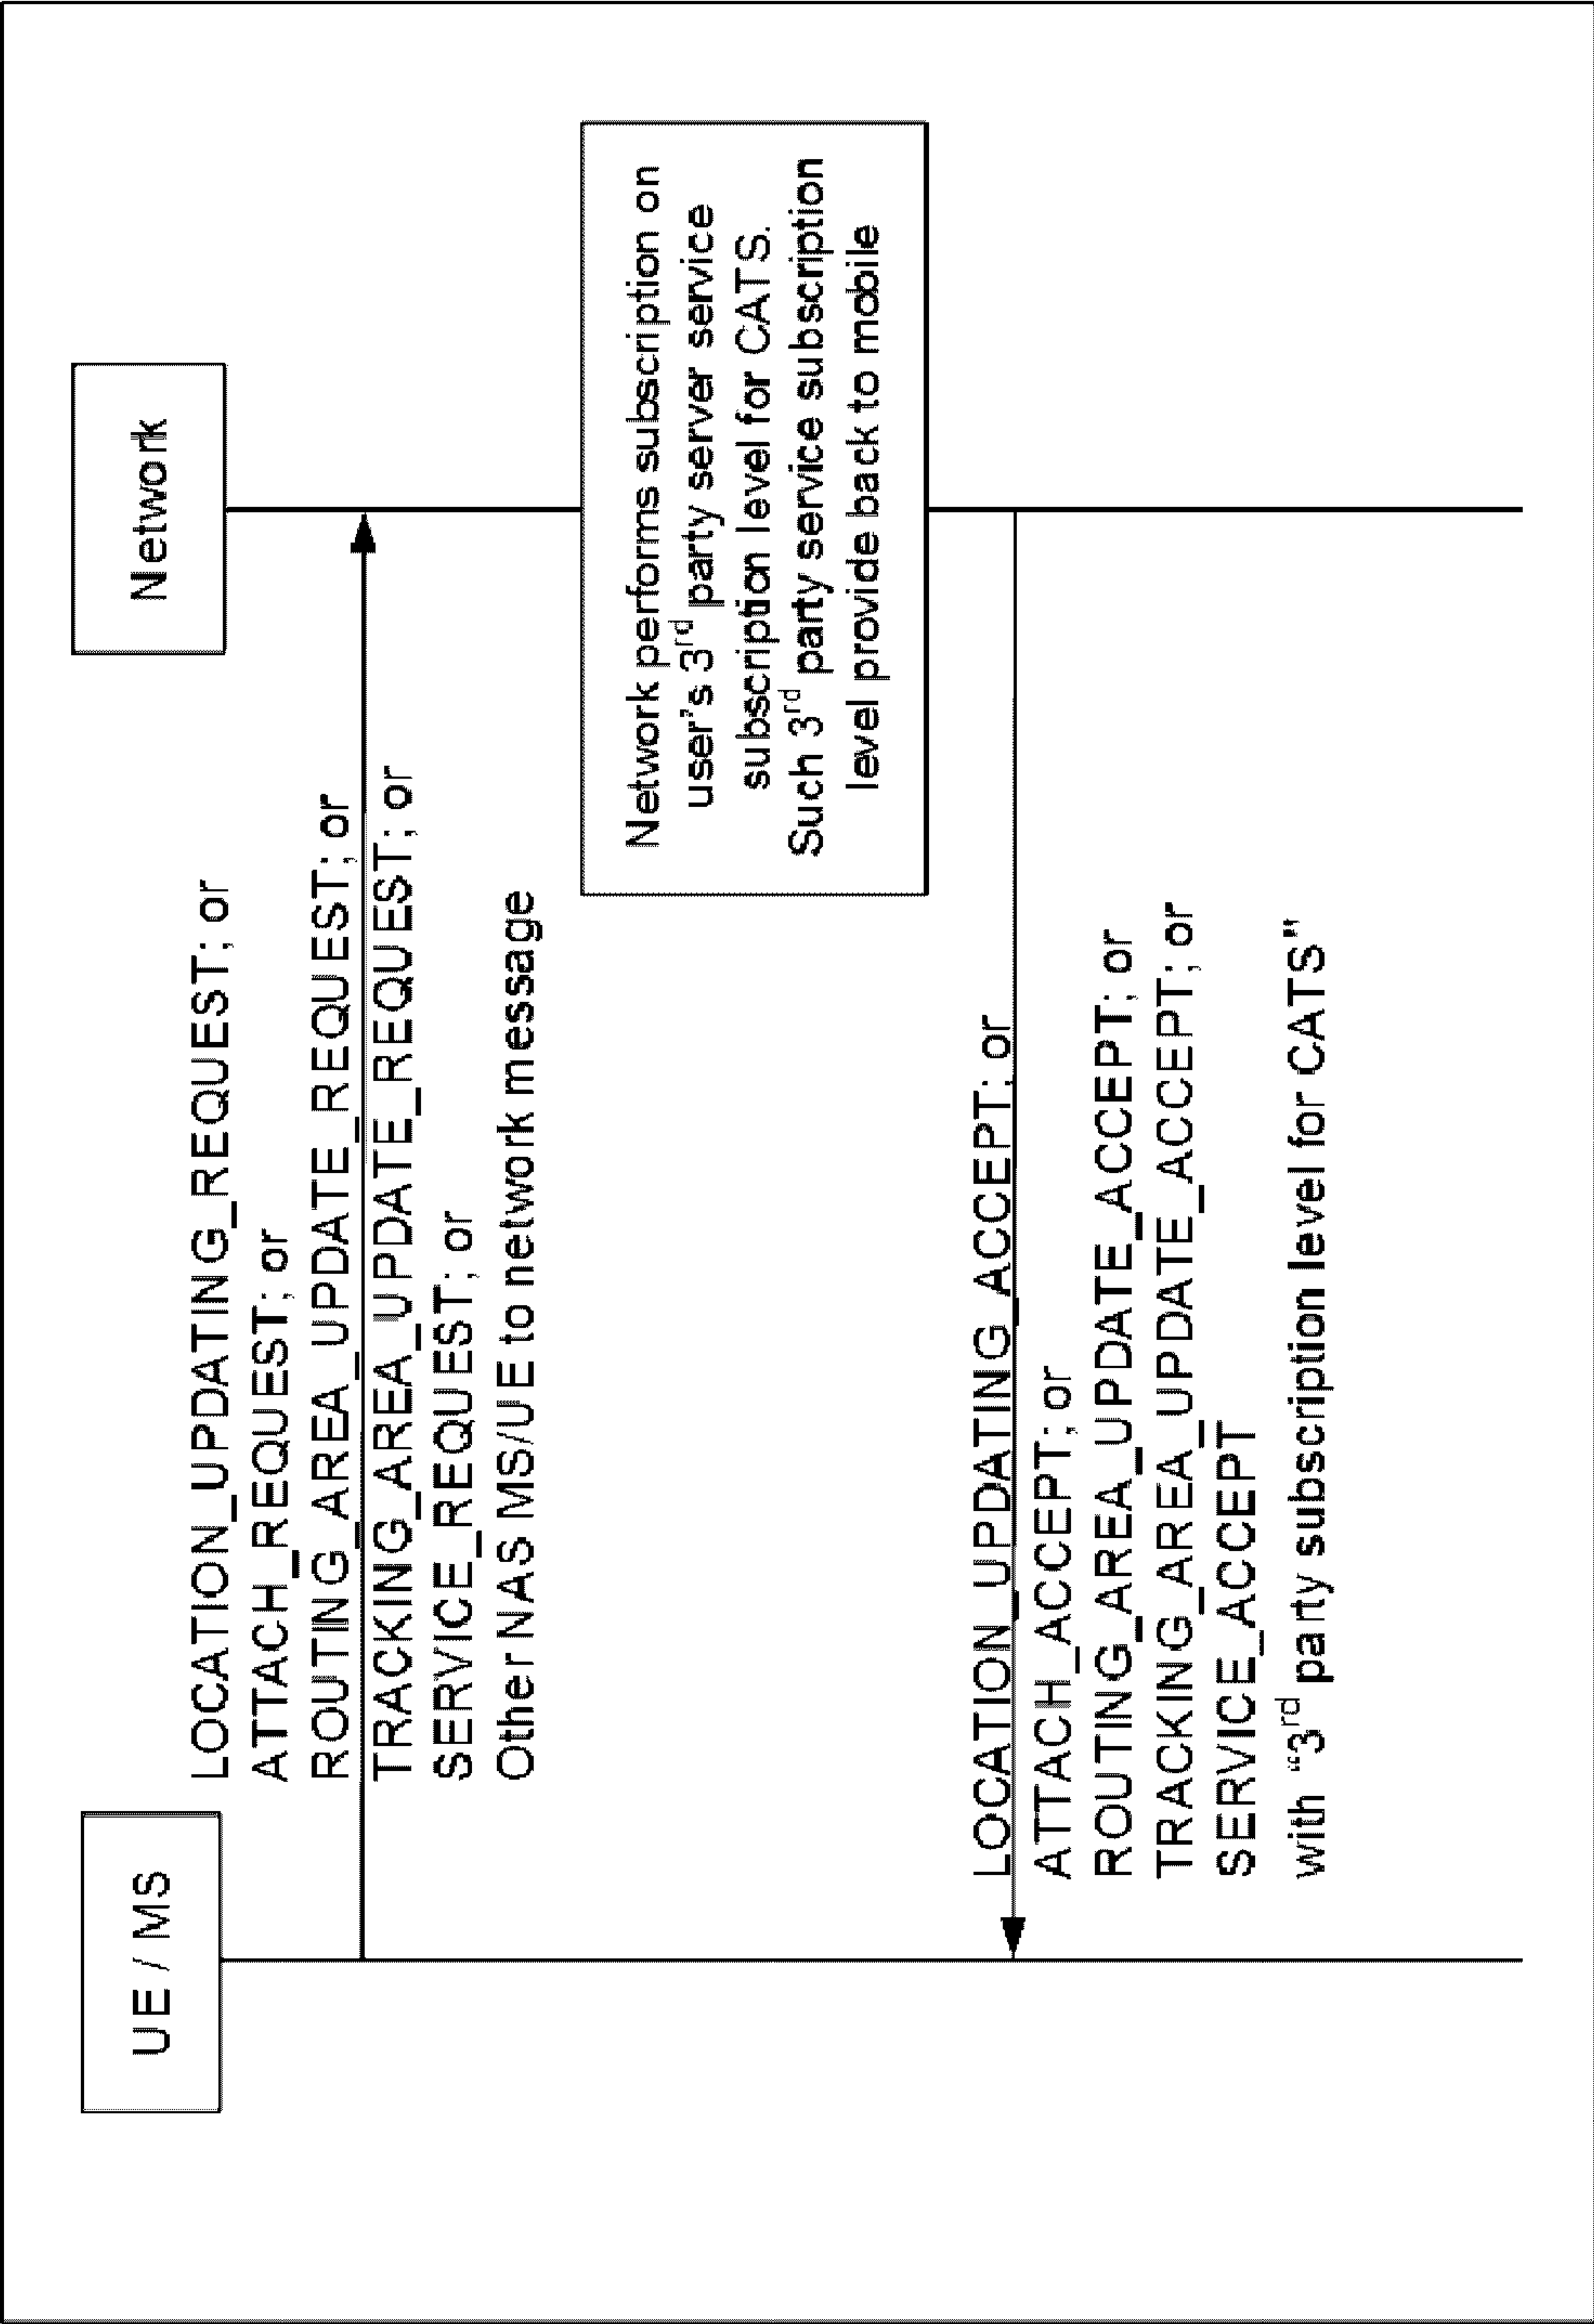 UE / MS
Network
LOCATION_UPDATING_REQUEST; or
ATTACH_REQUEST; or
ROUTING_AREA_UPDATE_REQUEST; or
TRACKING_AREA_UPDATE_REQUEST; or
SERVICE_REQUEST; or
Other NAS MS/UE to network message
Network performs subscription on
user's 3rd party server service
subscription level for CATS.
Such 3rd party service subscription
level provide back to mobile
LOCATION_UPDATING_ACCEPT; or
ATTACH_ACCEPT; or
ROUTING_AREA_UPDATE_ACCEPT; or
TRACKING_AREA_UPDATE_ACCEPT; or
SERVICE_ACCEPT
with “3rd party subscription level for CATS"